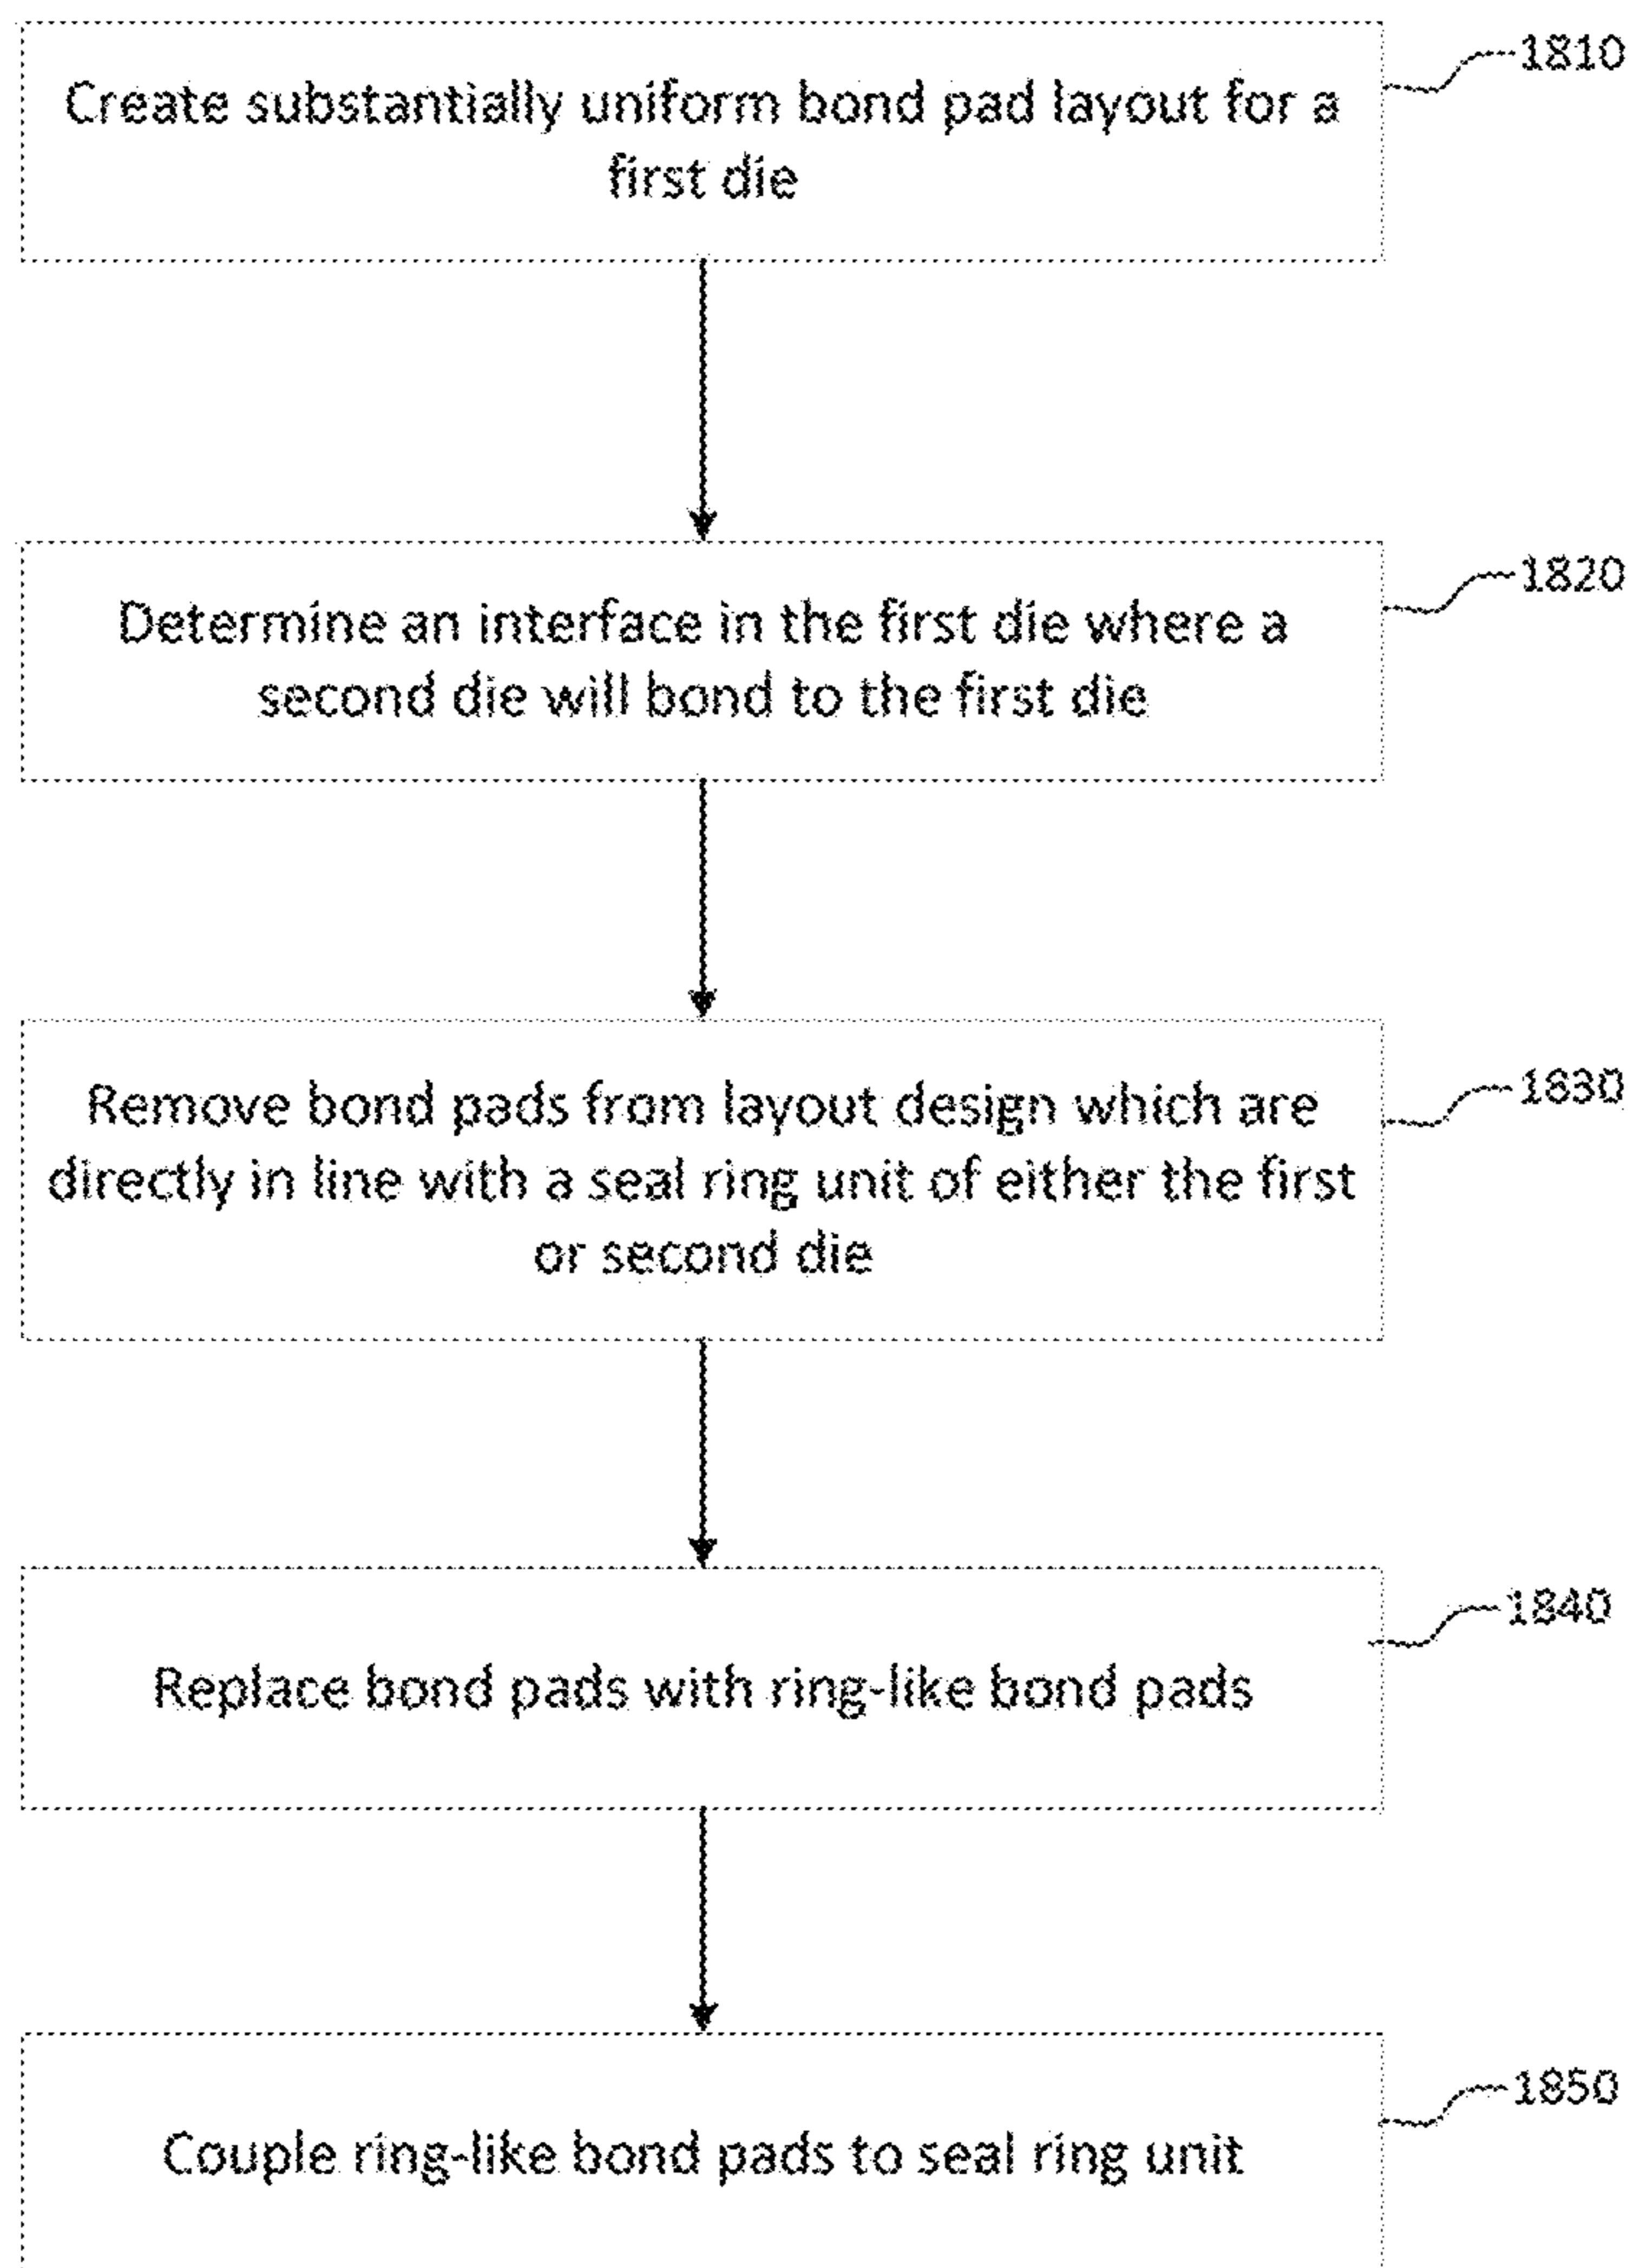 Create substantially uniform bond pad layout for a
first die
1810
Determine an interface in the first die where a
second die will bond to the first die
1820
Remove bond pads from layout design which are
directly in line with a seal ring unit of either the first
or second die
1830
Replace bond pads with ring-like bond pads
1840
Couple ring-like bond pads to seal ring unit
1850